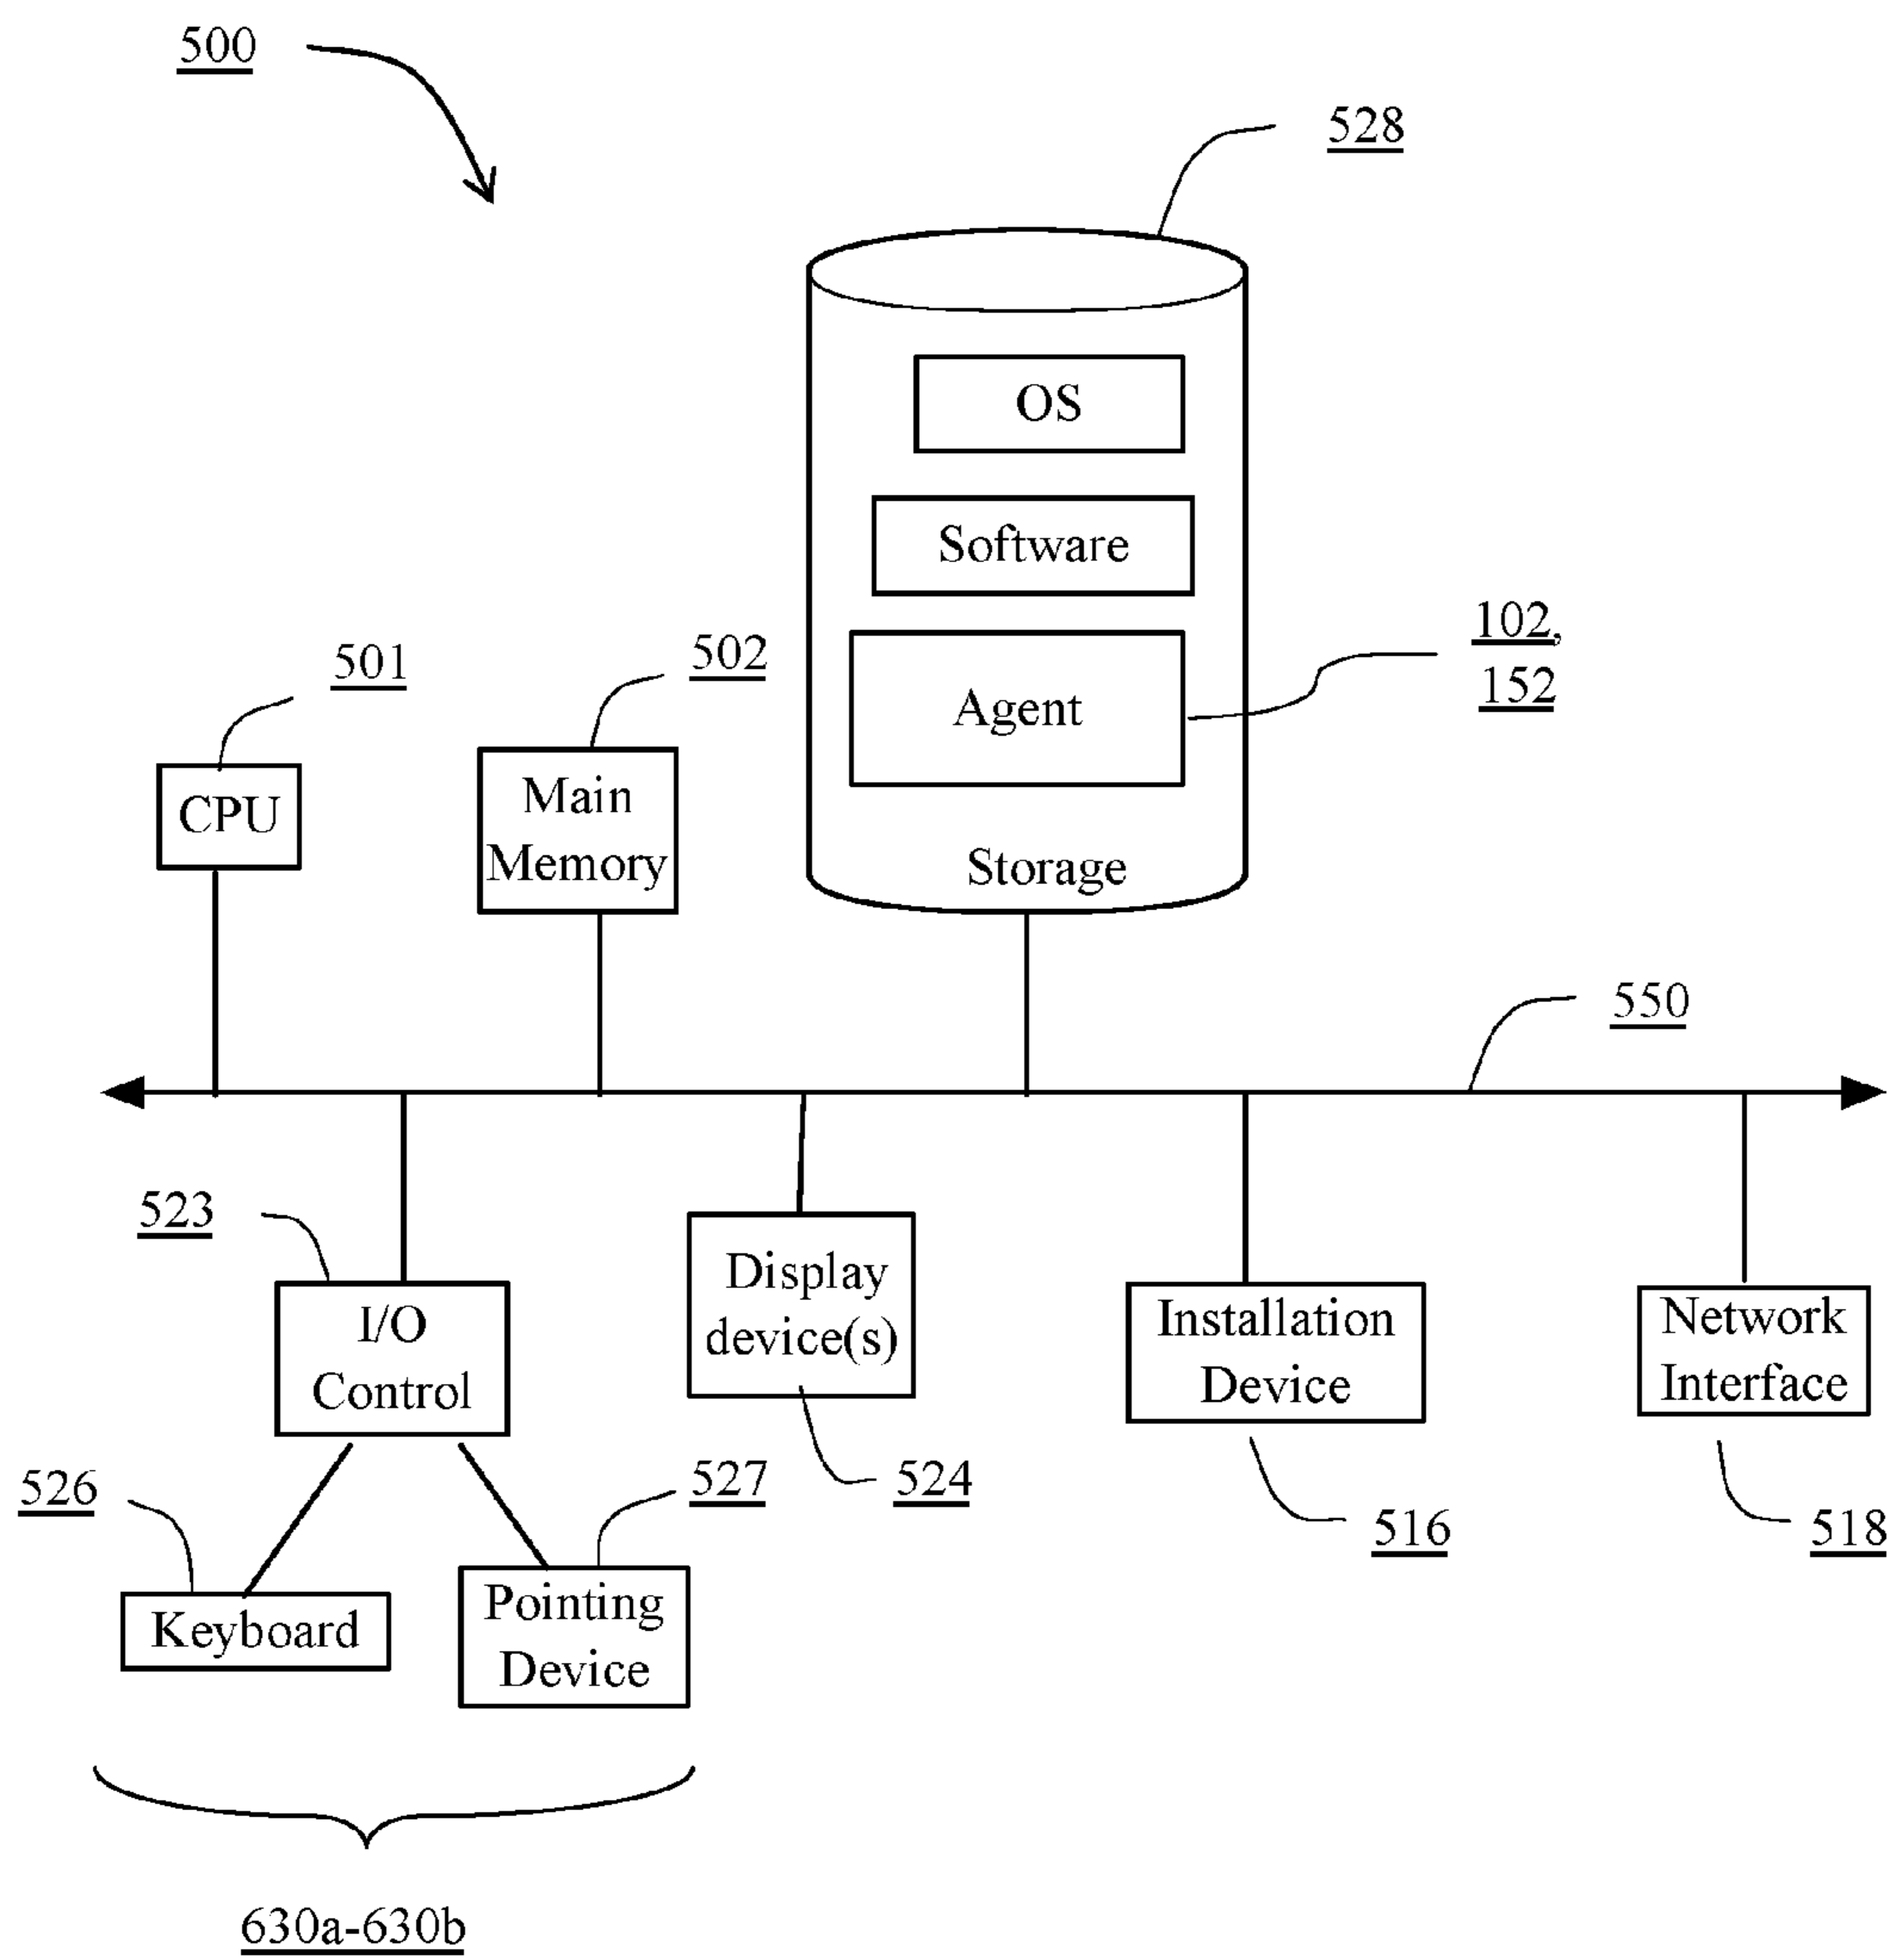 500
528
OS
Software
102,
152
Agent
501
502
CPU
Main
Memory
Storage
550
523
Display
device(s)
I/O
Control
Installation
Device
Network
Interface
526
527
524
516
518
Keyboard
Pointing
Device
630a-630b